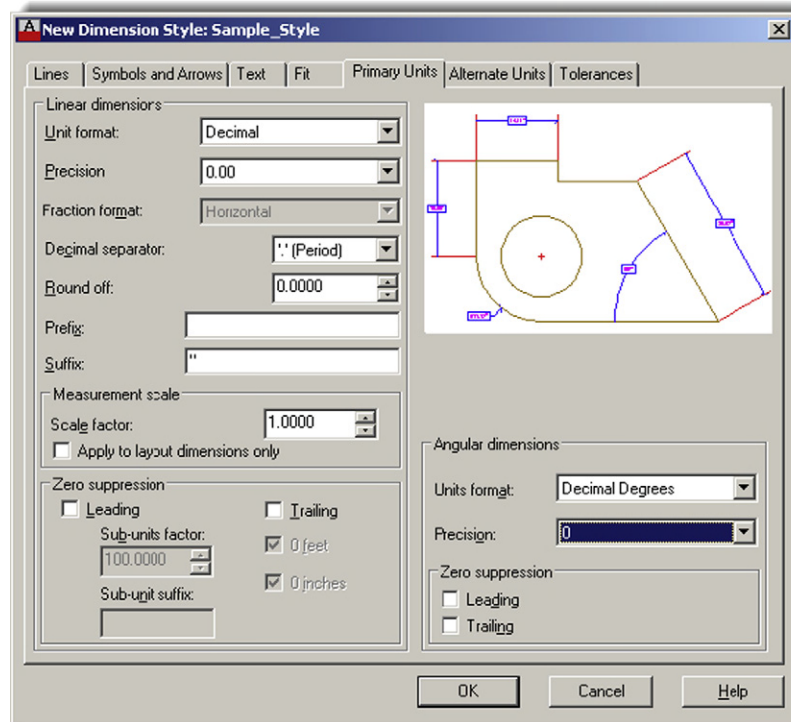 New Dimension Style: Sample_Style
Lines
Symbols and Arrows
Text
Fit
Primary Units
Alternate Units
Tolerances
Linear dimensions
Unit format:
Decimal
Precision
0.00
Fraction format:
Horizontal
Decimal separator:
'.' (Period)
Round off:
0.0000
Prefix:
Suffix:
"
Measurement scale
Scale factor:
1.0000
Apply to layout dimensions only
Zero suppression
Leading
Trailing
Sub-units factor:
0 feet
100.0000
0 inches
Sub-unit suffix:
Angular dimensions
Units format:
Decimal Degrees
Precision:
0
Zero suppression
Leading
Trailing
OK
Cancel
Help